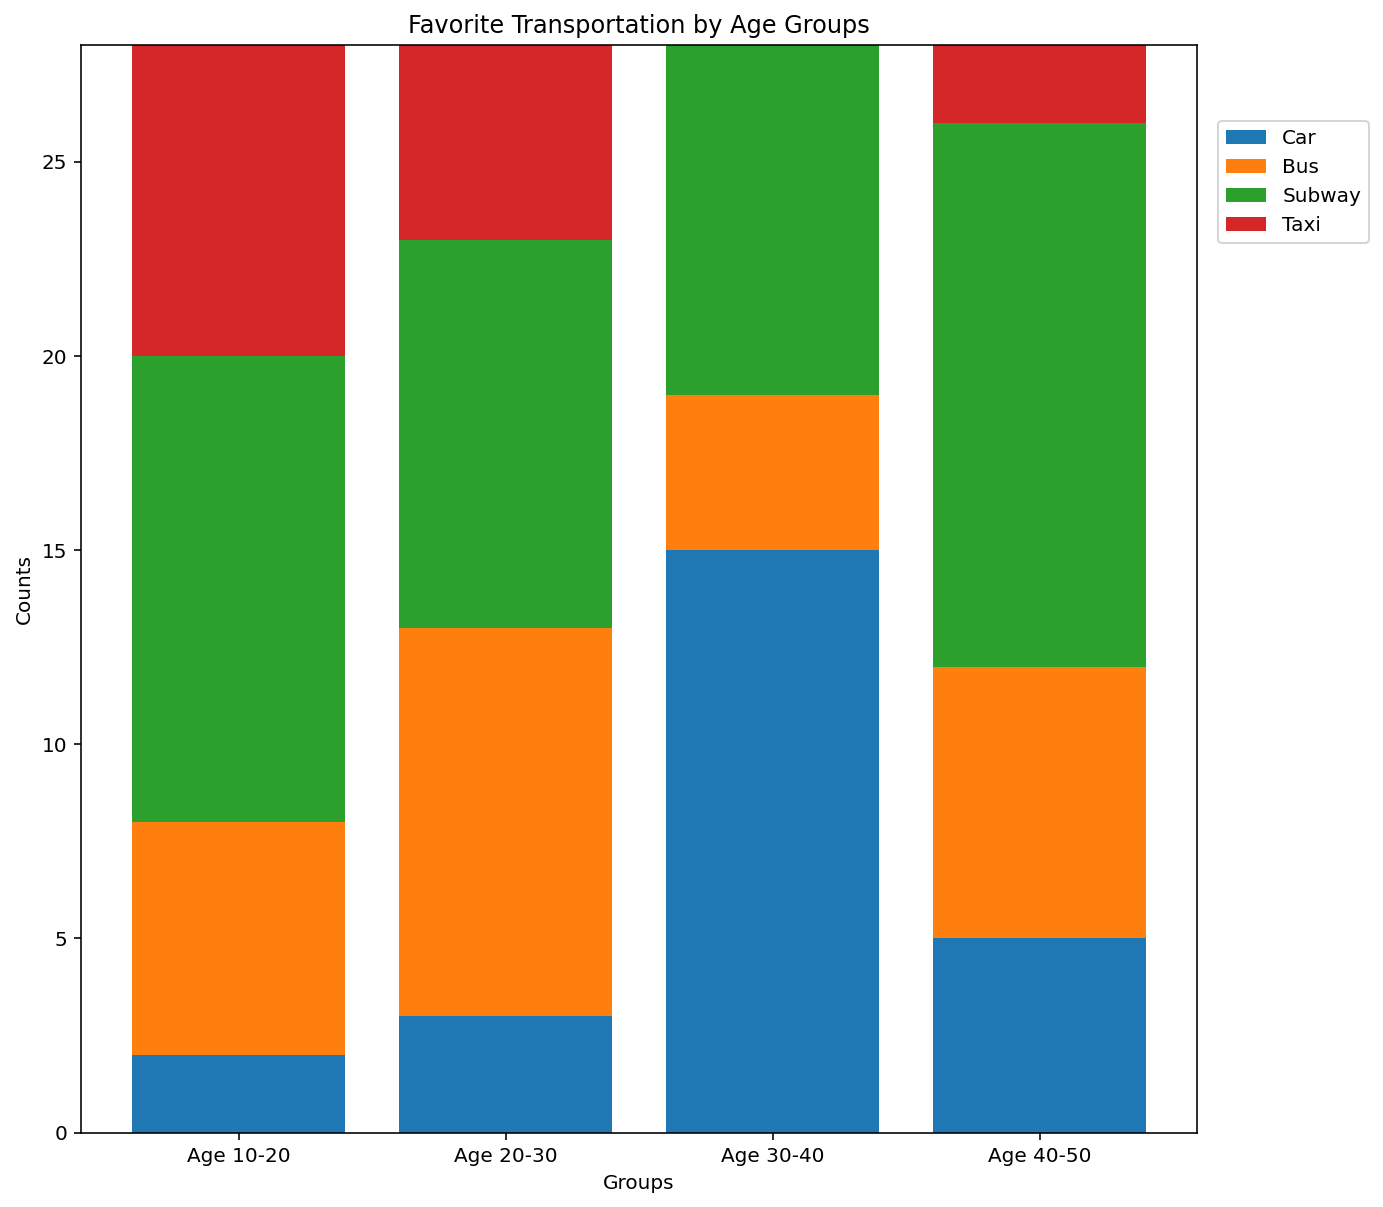 Favorite Transportation by Age Groups
Car
Bus
Subway
Taxi
25
20
15
10
5
0
Counts
Age 10-20 Age 20-30 Age 30-40 Age 40-50
Groups